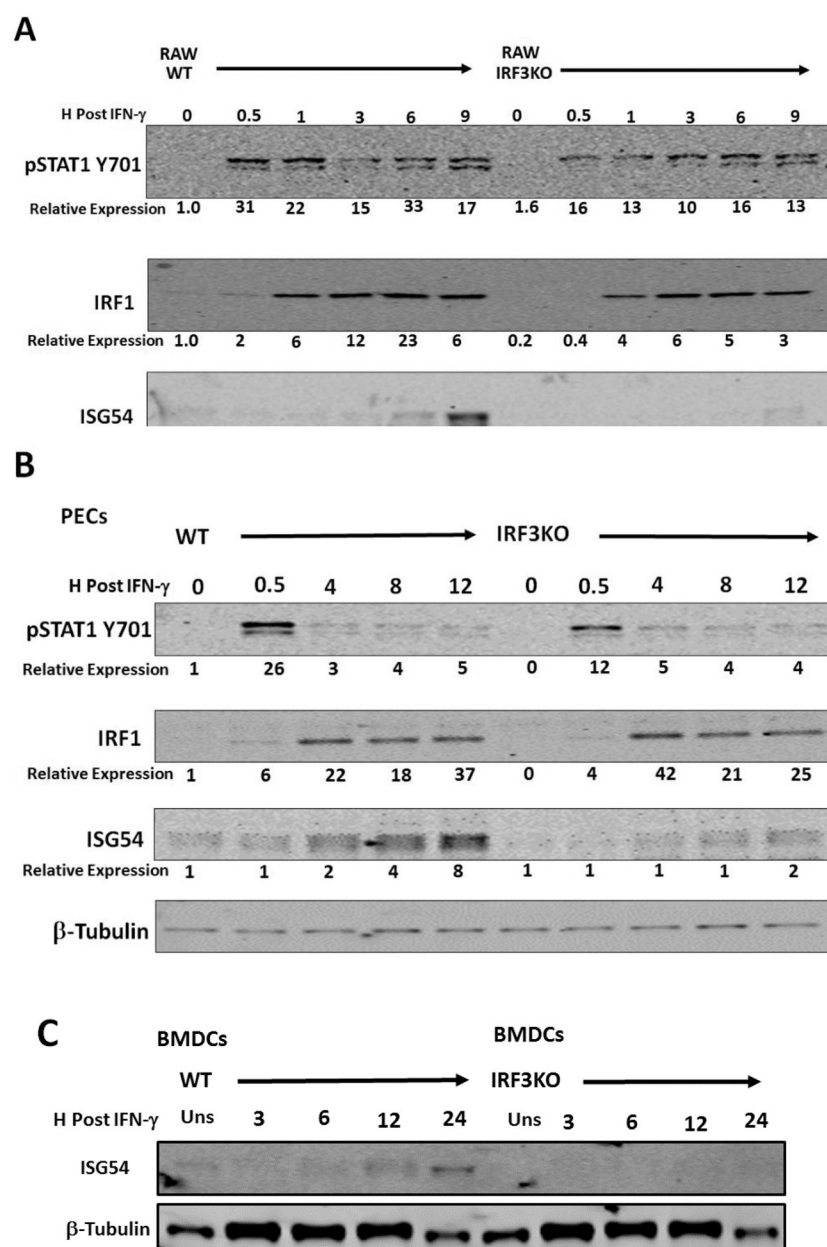 A
RAW
WT
RAW
IRF3KO
H Post IFN-γ 0 0.5 1 3 6 9 0 0.5 1 3 6 9
pSTAT1 Y701
Relative Expression 1.0 31 22 15 33 17 1.6 16 13 10 16 13
IRF1
Relative Expression 1.0 2 6 12 23 6 0.2 0.4 4 6 5 3
ISG54
B
PECs
WT IRF3KO
H Post IFN-γ 0 0.5 4 8 12 0 0.5 4 8 12
pSTAT1 Y701
Relative Expression 1 26 3 4 5 0 12 5 4 4
IRF1
Relative Expression 1 6 22 18 37 0 4 42 21 25
ISG54
Relative Expression 1 1 2 4 8 1 1 1 1 2
β-Tubulin
C
BMDCs BMDCs
WT IRF3KO
H Post IFN-γ Uns 3 6 12 24 Uns 3 6 12 24
ISG54
β-Tubulin